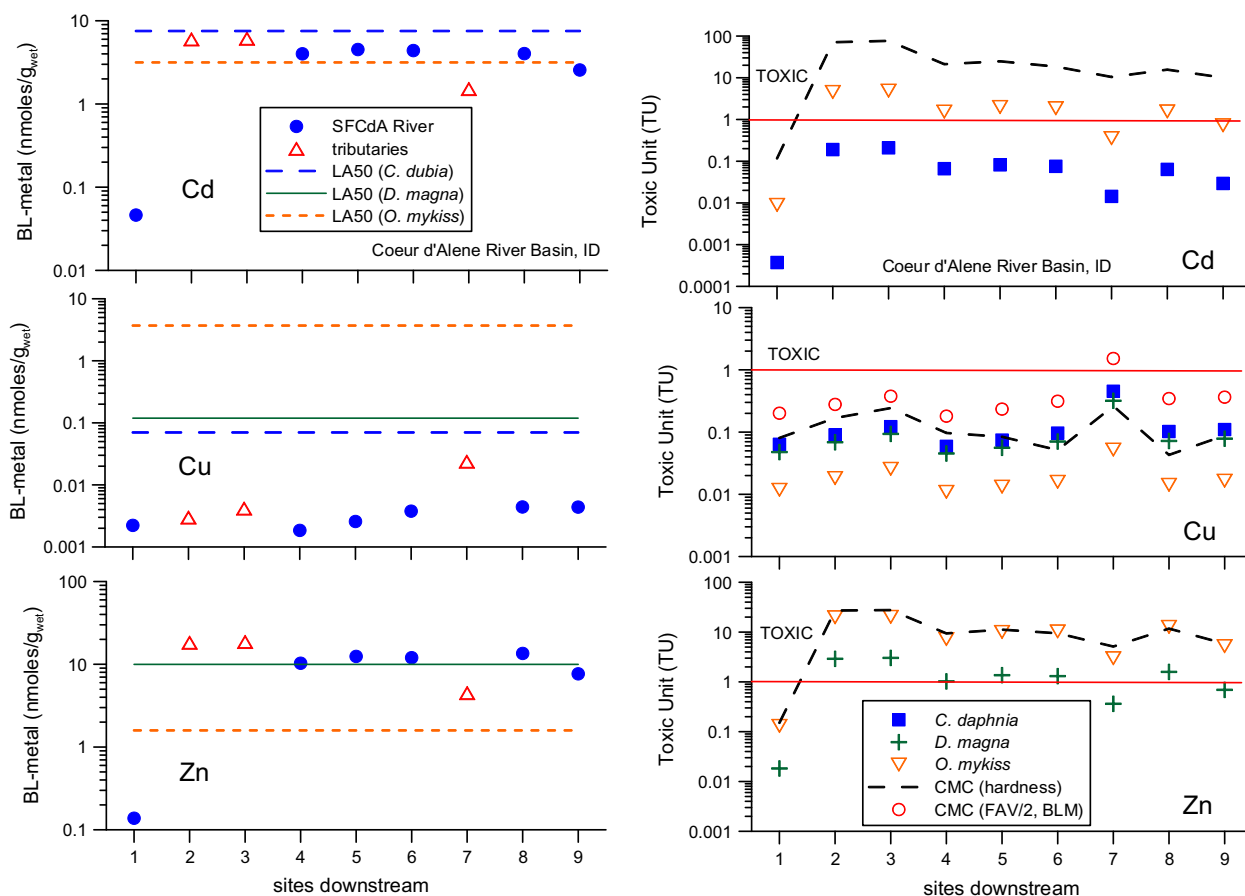 10
1
0.1
0.01
BL-metal (nmoles/gwet)
SFCdA River
tributaries
LA50 (C. dubia)
LA50 (D. magna)
LA50 (O. mykiss)
Cd
Coeur d'Alene River Basin, ID
10
1
0.1
0.01
0.001
BL-metal (nmoles/gwet)
Cu
100
10
1
0.1
BL-metal (nmoles/gwet)
Zn
1 2 3 4 5 6 7 8 9
sites downstream
100
10
1
0.1
0.01
0.001
0.0001
Toxic Unit (TU)
TOXIC
Coeur d'Alene River Basin, ID
Cd
10
1
0.1
0.01
0.001
Toxic Unit (TU)
TOXIC
Cu
100
10
1
0.1
0.01
0.001
Toxic Unit (TU)
TOXIC
C. daphnia
D. magna
O. mykiss
CMC (hardness)
CMC (FAV/2, BLM)
Zn
1 2 3 4 5 6 7 8 9
sites downstream